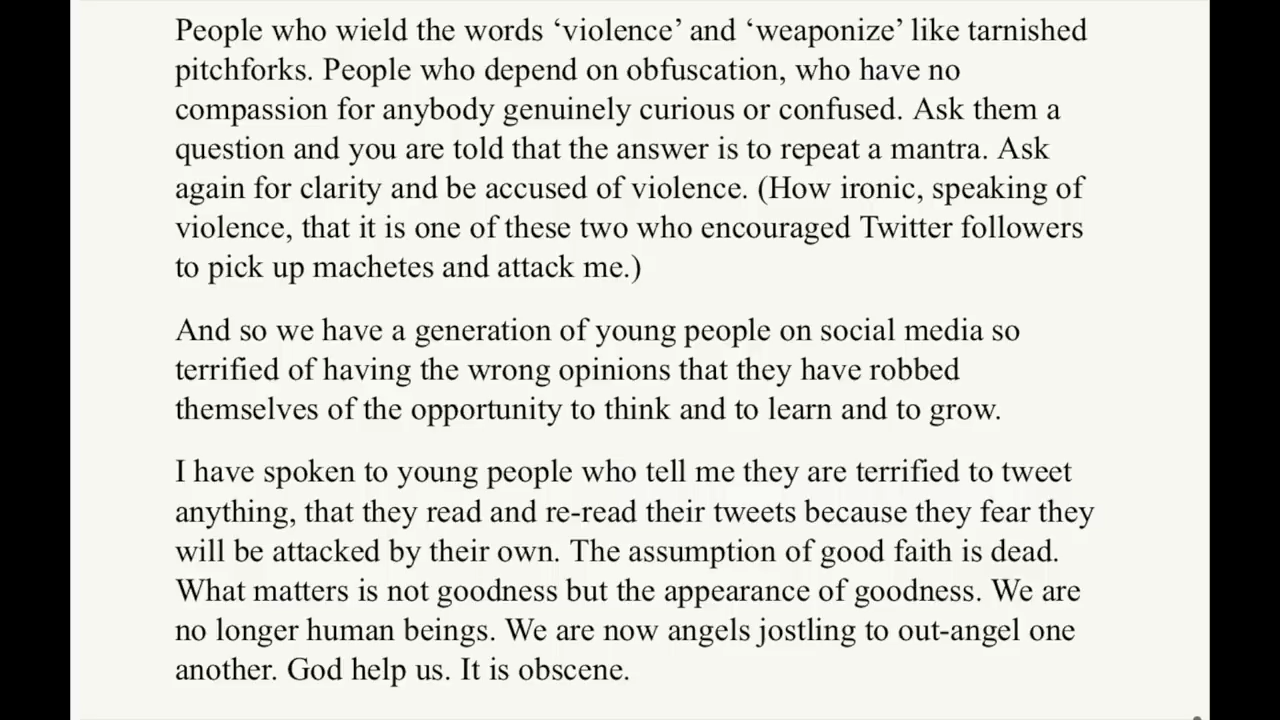 People who wield the words ‘violence’ and ‘weaponize’ like tarnished
pitchforks. People who depend on obfuscation, who have no
compassion for anybody genuinely curious or confused. Ask them a
question and you are told that the answer is to repeat a mantra. Ask
again for clarity and be accused of violence. (How ironic, speaking of
violence, that it is one of these two who encouraged Twitter followers
to pick up machetes and attack me.)
And so we have a generation of young people on social media so
terrified of having the wrong opinions that they have robbed
themselves of the opportunity to think and to learn and to grow.
I have spoken to young people who tell me they are terrified to tweet
anything, that they read and re-read their tweets because they fear they
will be attacked by their own. The assumption of good faith is dead.
What matters is not goodness but the appearance of goodness. We are
no longer human beings. We are now angels jostling to out-angel one
another. God help us. It is obscene.